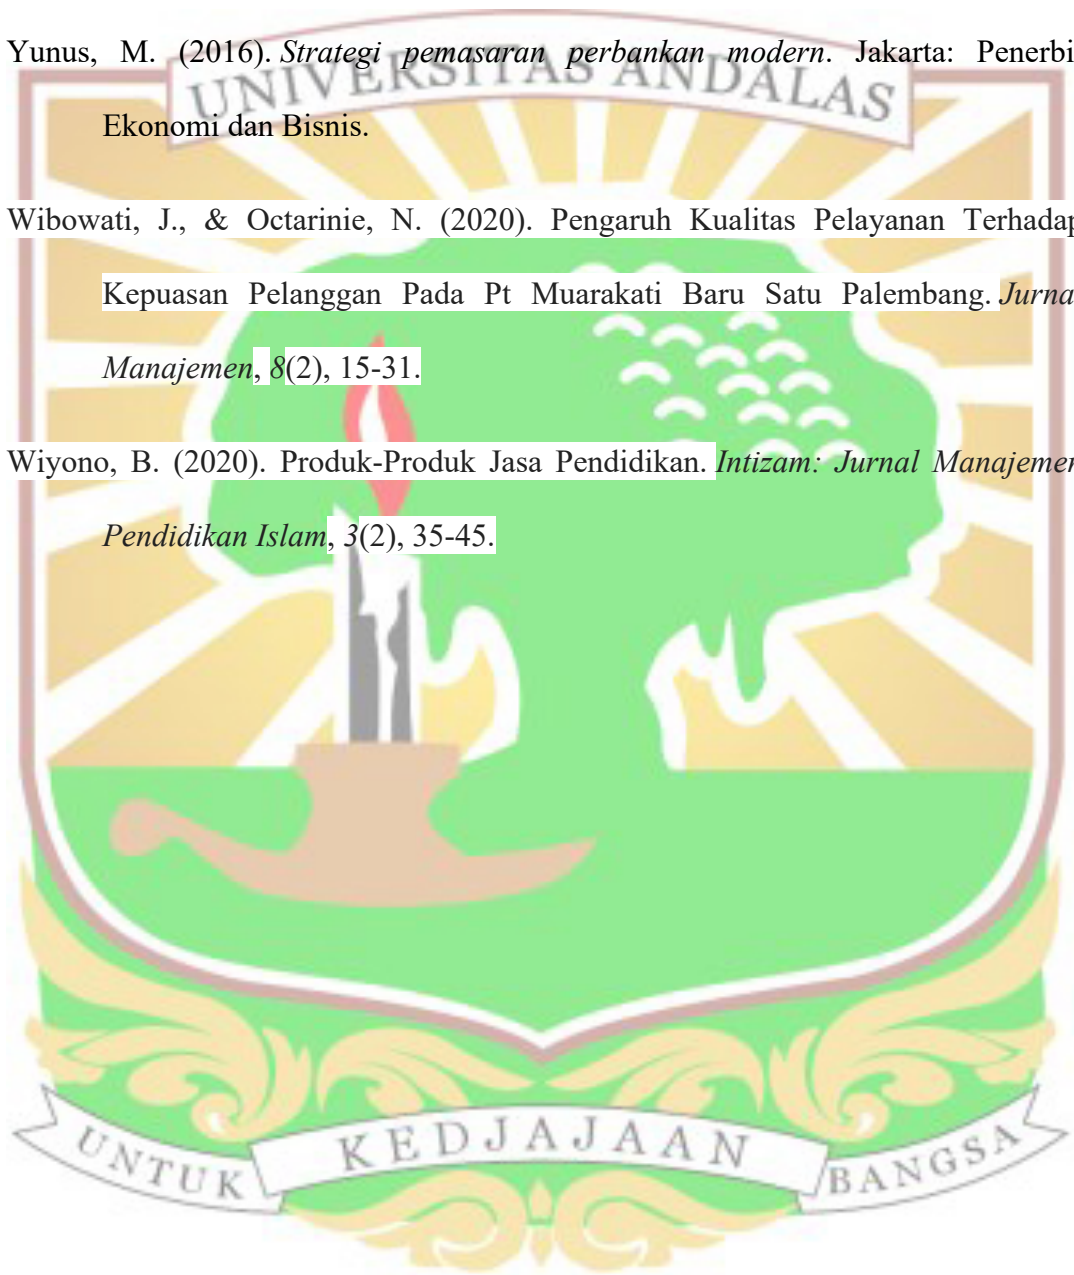 Yunus, M. (2016). Strategi pemasaran perbankan modern. Jakarta: Penerbi
UNIVERSITAS ANDALAS
Ekonomi dan Bisnis.
Wibowati, J., & Octarinie, N. (2020). Pengaruh Kualitas Pelayanan Terhadap
Kepuasan Pelanggan Pada Pt Muarakati Baru Satu Palembang. Jurna
Manajemen, 8(2), 15-31.
Wiyono, B. (2020). Produk-Produk Jasa Pendidikan. Intizam: Jurnal Manajemen
Pendidikan Islam, 3(2), 35-45.
UNTUK KEDJAJAAN BANGSA